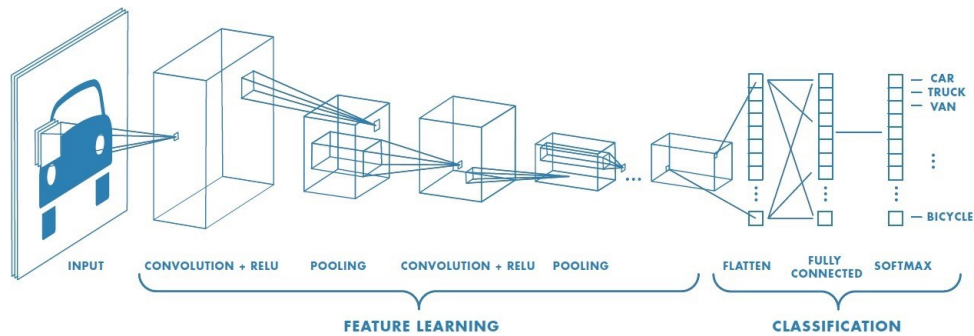 CAR
TRUCK
VAN
BICYCLE
INPUT
CONVOLUTION + RELU
POOLING
CONVOLUTION + RELU
POOLING
FLATTEN
FULLY
CONNECTED
SOFTMAX
FEATURE LEARNING
CLASSIFICATION